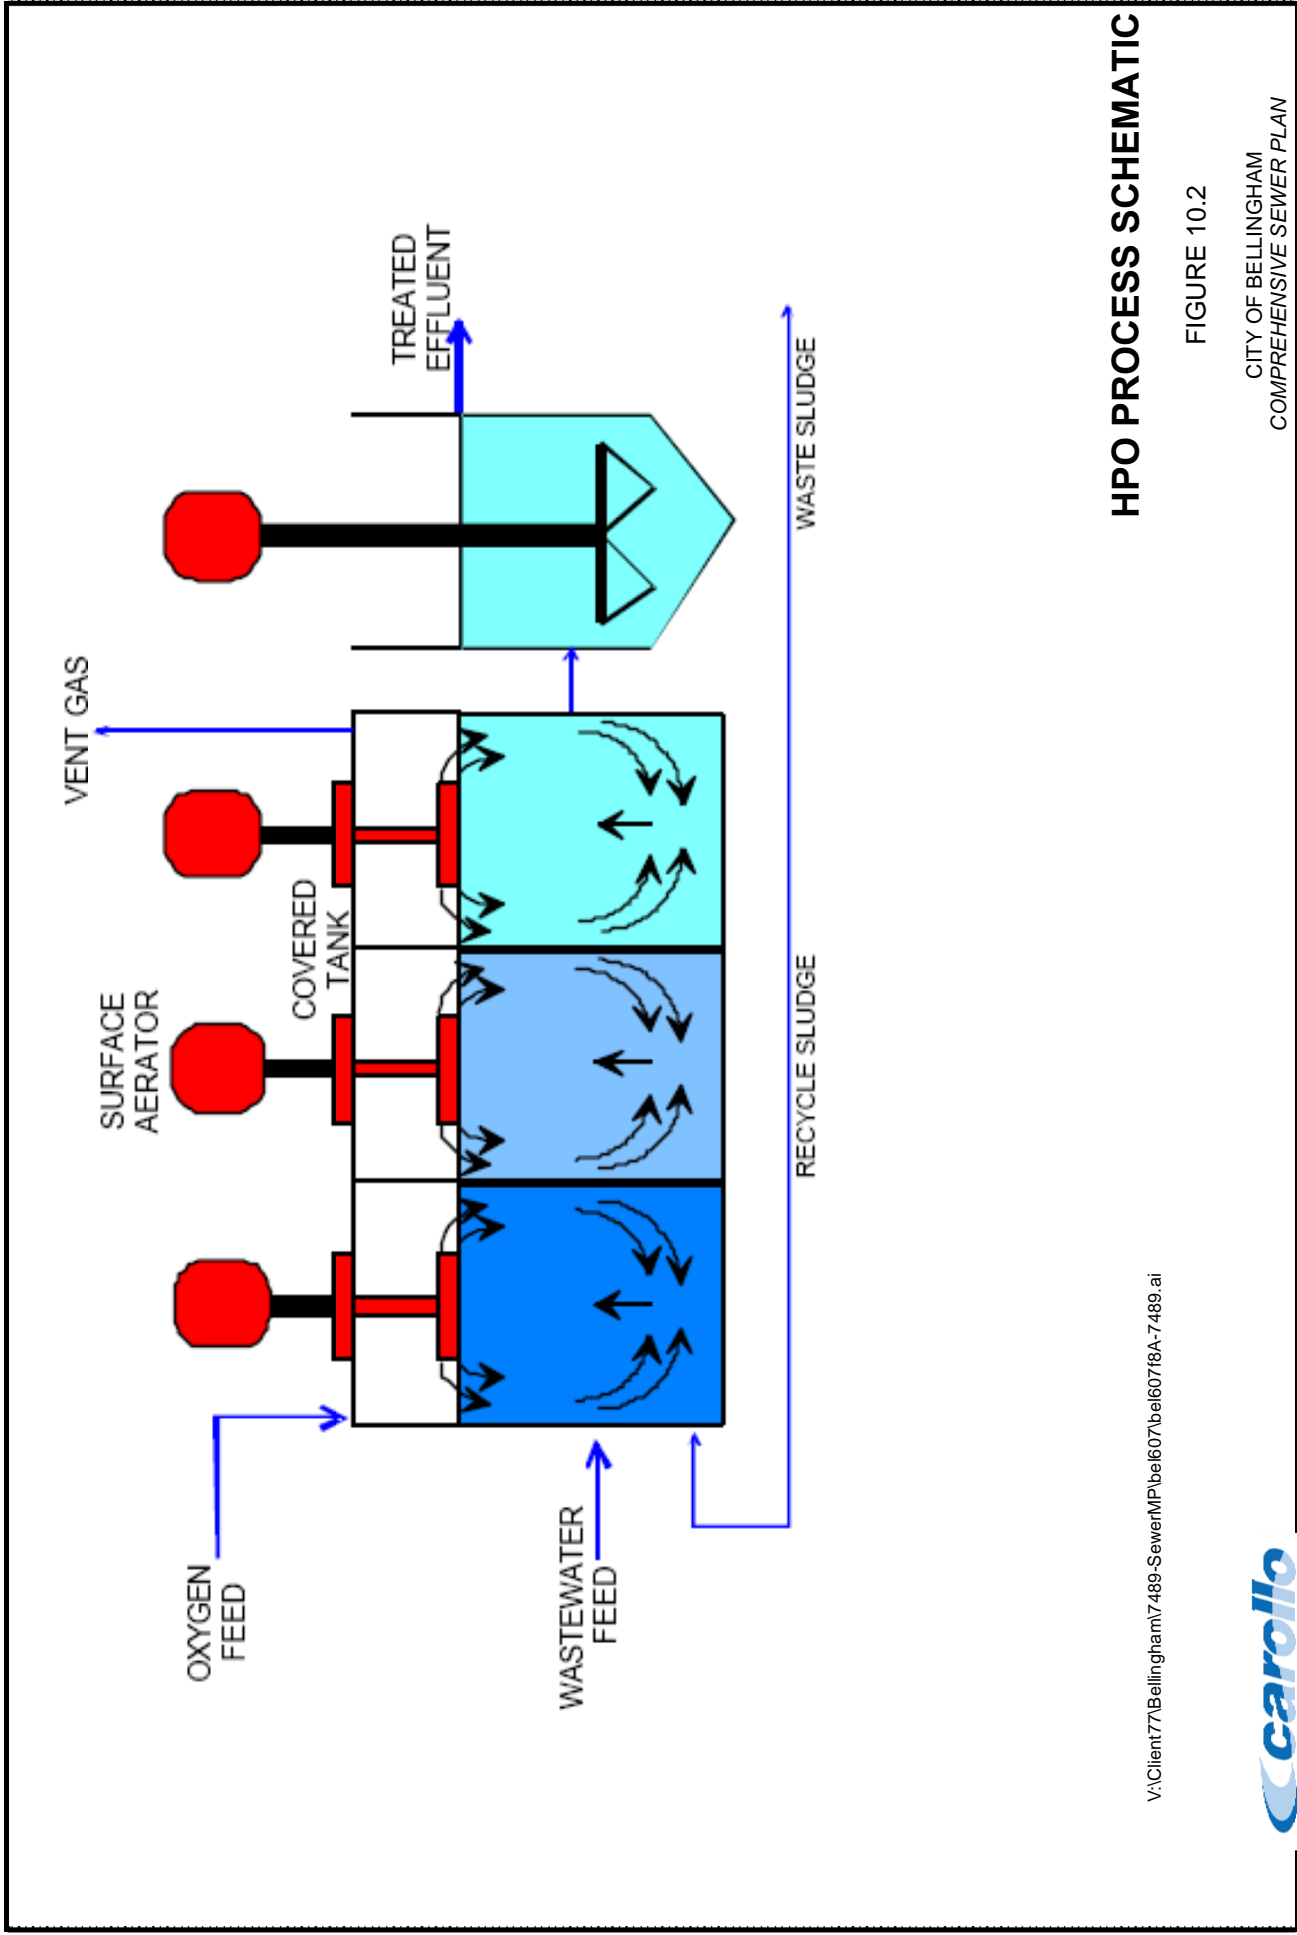 VENT GAS
SURFACE
AERATOR
OXYGEN
FEED
COVERED
TANK
TREATED
EFFLUENT
WASTEWATER
FEED
RECYCLE SLUDGE
WASTE SLUDGE
HPO PROCESS SCHEMATIC
FIGURE 10.2
CITY OF BELLINGHAM
COMPREHENSIVE SEWER PLAN
V:\Client77\Bellingham\7489-SewerMP\bel607\bel607f8A-7489.ai
carollo